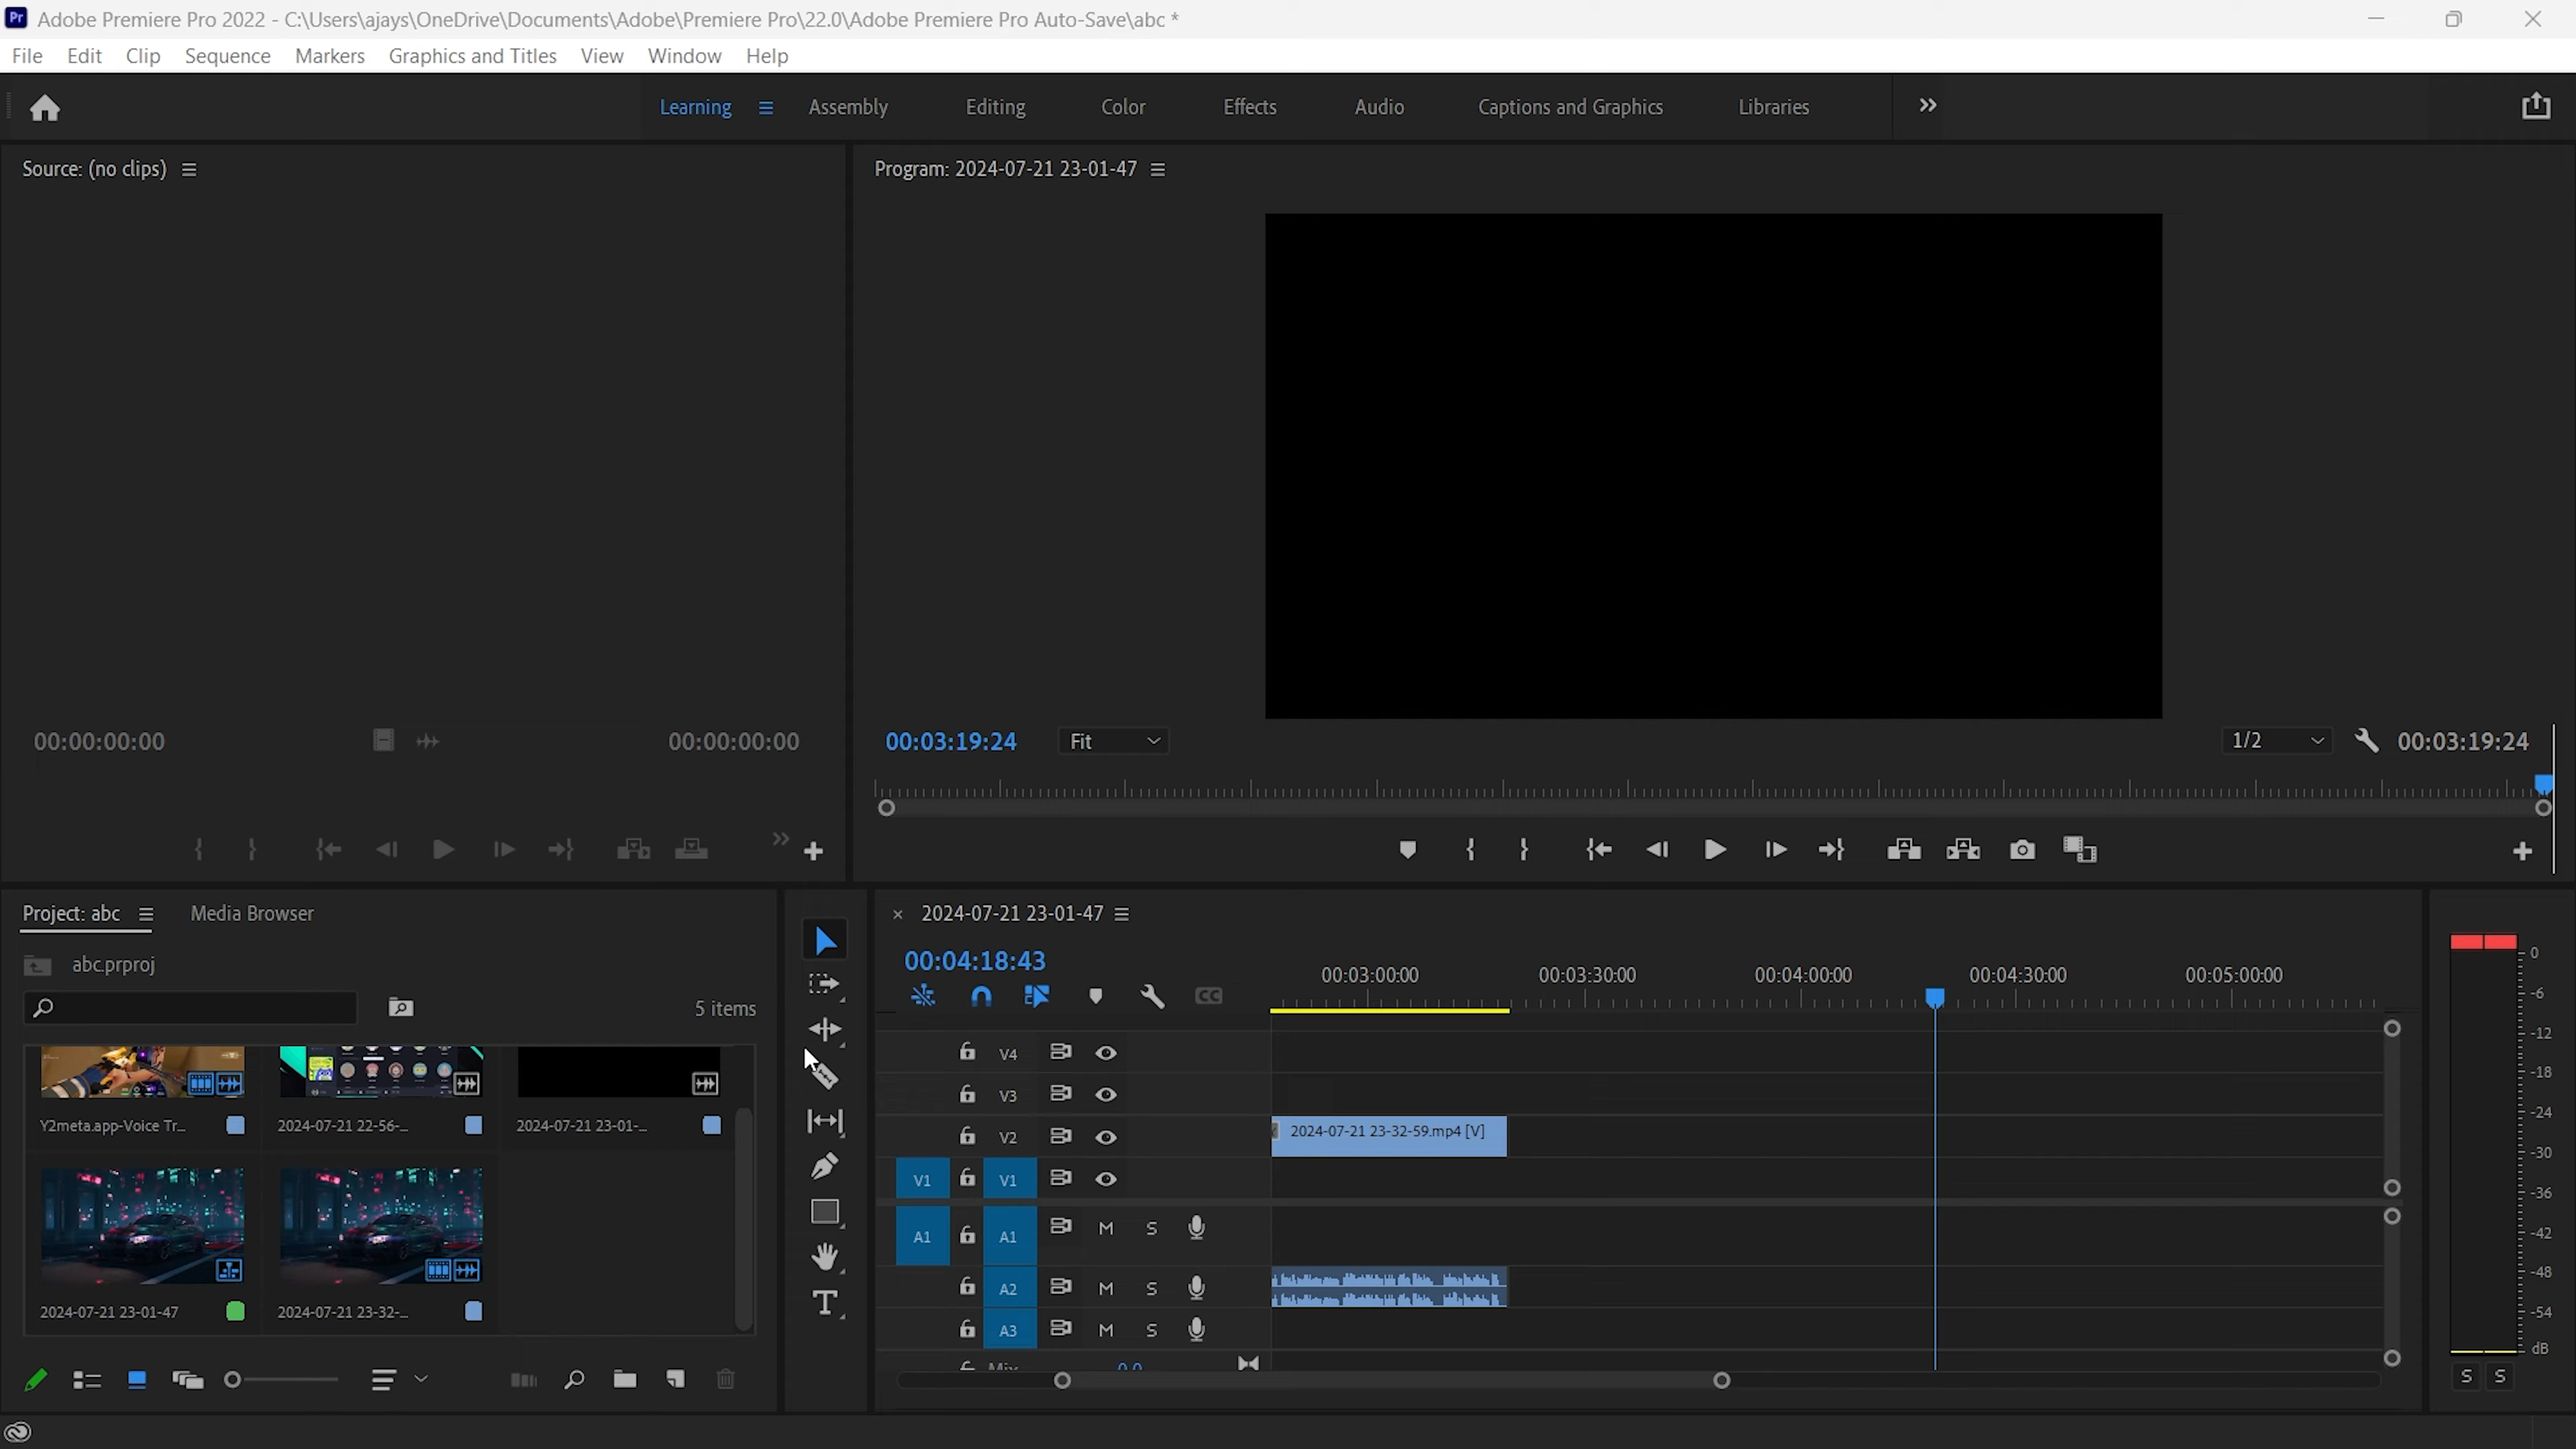 Pr Adobe Premiere Pro 2022 - C:\Users\ajays\OneDrive\Documents\Adobe\Premiere Pro\22.0\Adobe Premiere Pro Auto-Save\abc *
File Edit Clip Sequence Markers Graphics and Titles View Window Help
Learning Assembly Editing Color Effects Audio Captions and Graphics Libraries
Source: (no clips)
Program: 2024-07-21 23-01-47
00:00:00:00 00:00:00:00
00:03:19:24 Fit 1/2 00:03:19:24
Project: abc Media Browser
abc.prproj
5 items
Y2meta.app-Voice Tr... 2024-07-21 22-56-... 2024-07-21 23-01-...
2024-07-21 23-01-47 2024-07-21 23-32-...
T
2024-07-21 23-01-47
00:04:18:43
CC
00:03:00:00 00:03:30:00 00:04:00:00 00:04:30:00 00:05:00:00
V4
V3
V2 2024-07-21 23-32-59.mp4 [V]
V1 V1
A1 A1 M S
A2 M S
A3 M S
Mix 0.0
0
-6
-12
-18
-24
-30
-36
-42
-48
-54
dB
S S